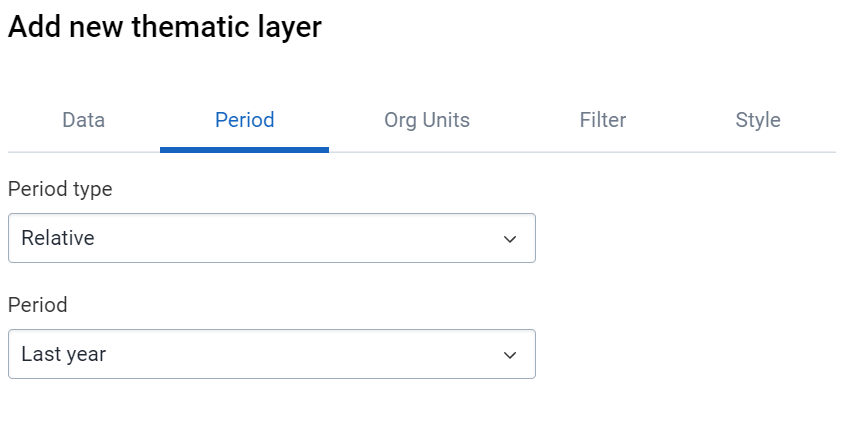 Add new thematic layer
Data Period Org Units Filter Style
Period type
Relative
Period
Last year